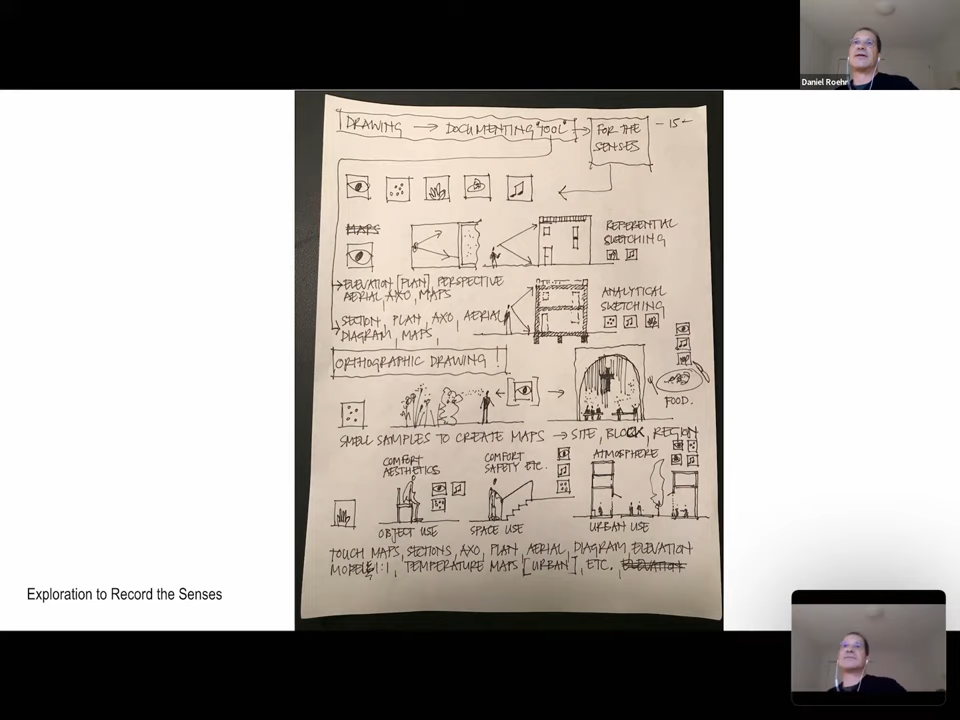 Daniel Roehr
DRAWING → DOCUMENTING "TOOL" → FOR THE SENSES
- 15 -
MAPS
REFERENTIAL
SKETCHING
→ ELEVATION [PLAN], PERSPECTIVE
AERIAL, AXO, MAPS
ANALYTICAL
SKETCHING
SECTION, PLAN, AXO, AERIAL
DIAGRAM, MAPS,
ORTHOGRAPHIC DRAWING !
FOOD.
SMELL SAMPLES TO CREATE MAPS → SITE, BLOCK, REGION
COMFORT
AESTHETICS
COMFORT
SAFETY ETC.
ATMOSPHERE
OBJECT USE
SPACE USE
URBAN USE
TOUCH MAPS, SECTIONS, AXO, PLAN, AERIAL, DIAGRAM, ELEVATION
MODELS 1:1, TEMPERATURE MAPS [URBAN], ETC. ELEVATION
Exploration to Record the Senses